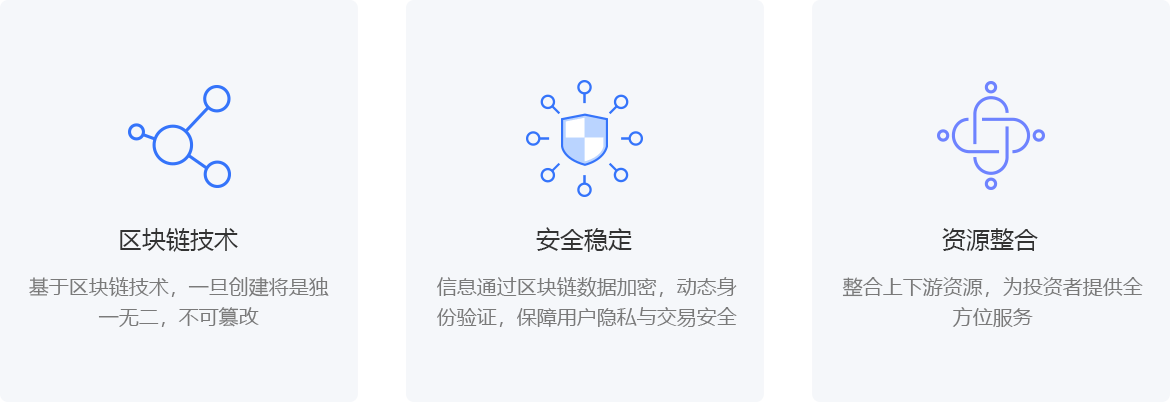 区块链技术
基于区块链技术，一旦创建将是独
一无二，不可篡改
安全稳定
信息通过区块链数据加密，动态身
份验证，保障用户隐私与交易安全
资源整合
整合上下游资源，为投资者提供全
方位服务